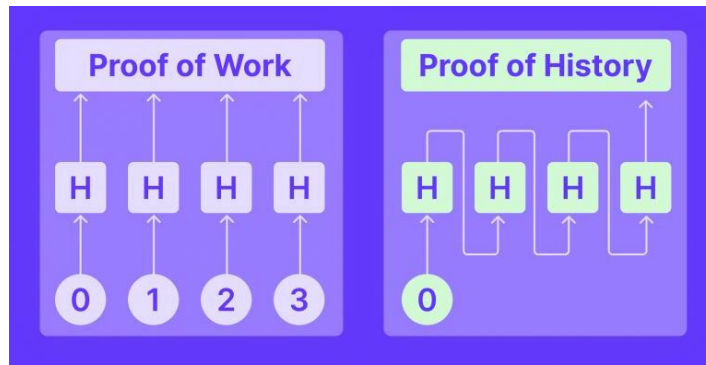 Proof of Work
H H H H
0 1 2 3
Proof of History
H H H H
0